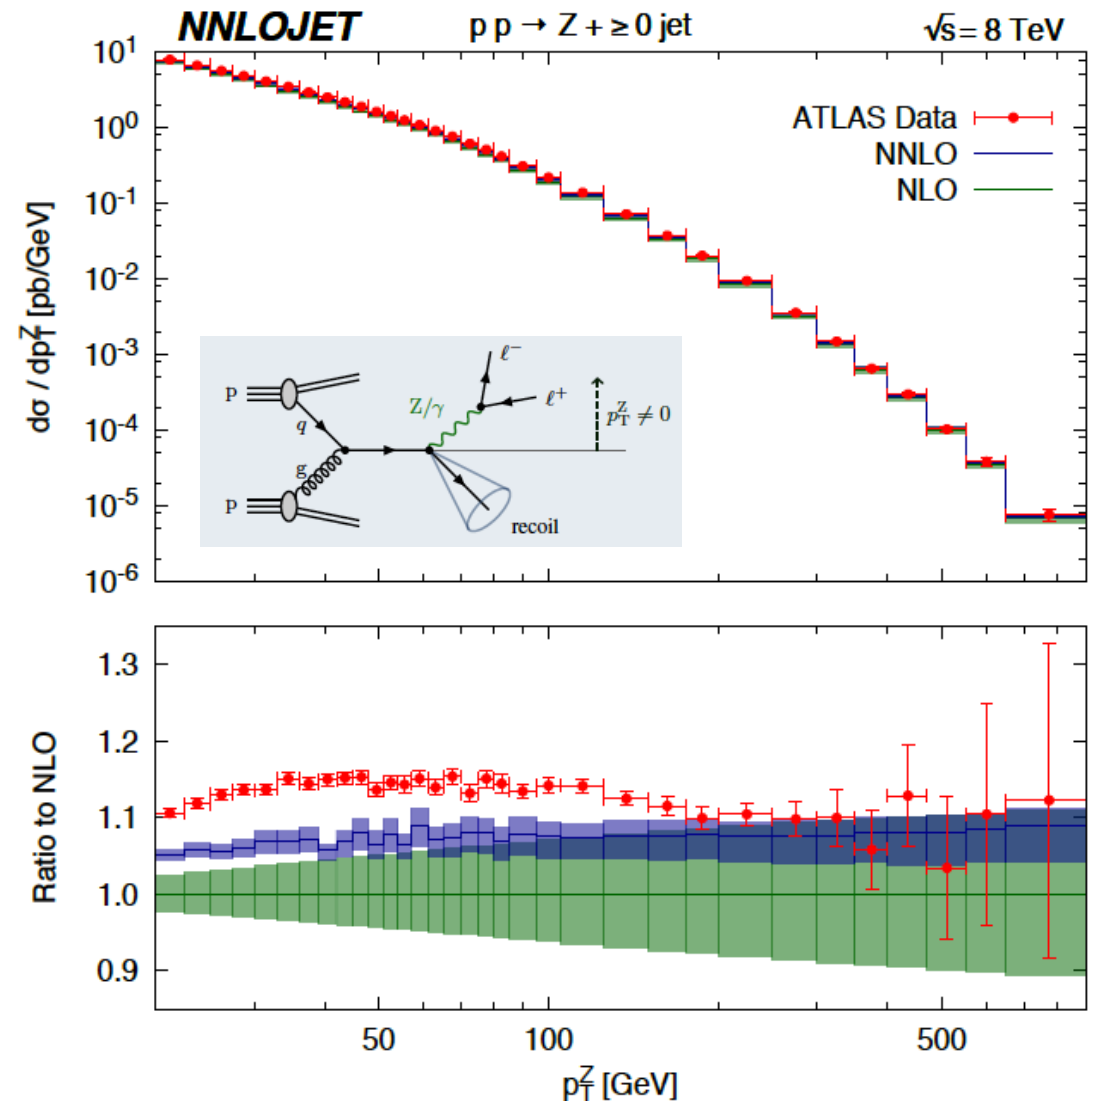 NNLOJET p p → Z + ≥ 0 jet √s = 8 TeV
10¹
10⁰
10⁻¹
10⁻²
10⁻³
10⁻⁴
10⁻⁵
10⁻⁶
dσ / dp_T^Z [pb/GeV]
ATLAS Data
NNLO
NLO
p
q
g
p
Z/γ
ℓ⁻
ℓ⁺
p_T^Z ≠ 0
recoil
1.3
1.2
1.1
1.0
0.9
Ratio to NLO
50 100 500
p_T^Z [GeV]